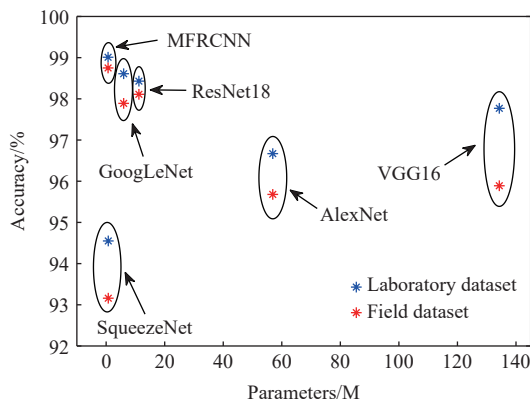 100
99
98
97
96
95
94
93
92
Accuracy/%
MFRCNN
ResNet18
GoogLeNet
VGG16
AlexNet
SqueezeNet
Laboratory dataset
Field dataset
0 20 40 60 80 100 120 140
Parameters/M